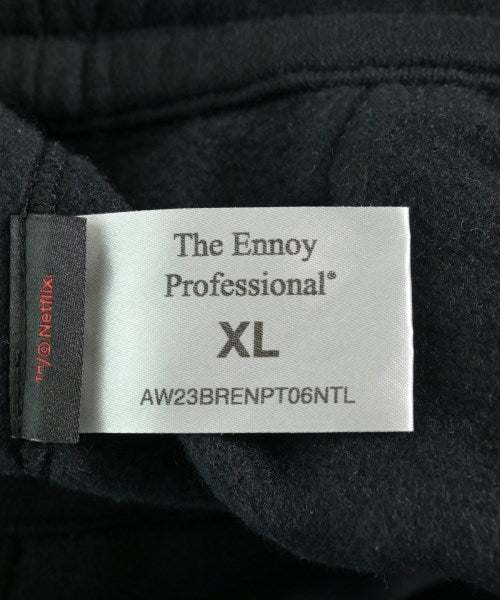 The Ennoy
Professional®
XL
AW23BRENPT06NTL
™/© Netflix.